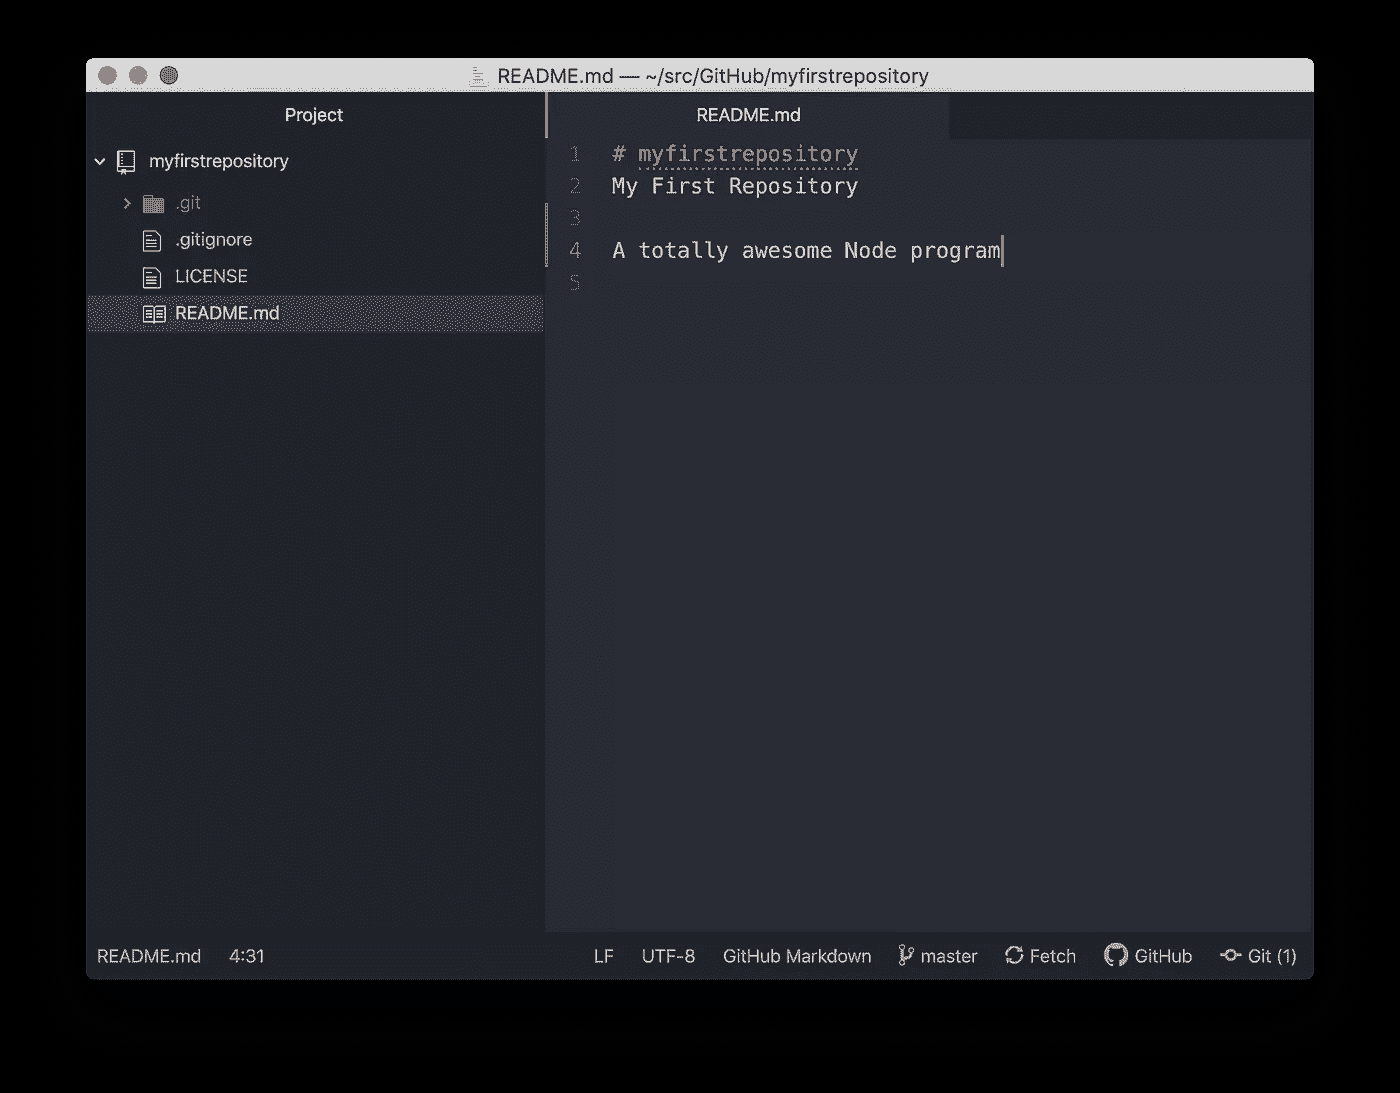 README.md — ~/src/GitHub/myfirstrepository
Project
myfirstrepository
.git
.gitignore
LICENSE
README.md
README.md
1 # myfirstrepository
2 My First Repository
3
4 A totally awesome Node program
5
README.md 4:31 LF UTF-8 GitHub Markdown master Fetch GitHub Git (1)